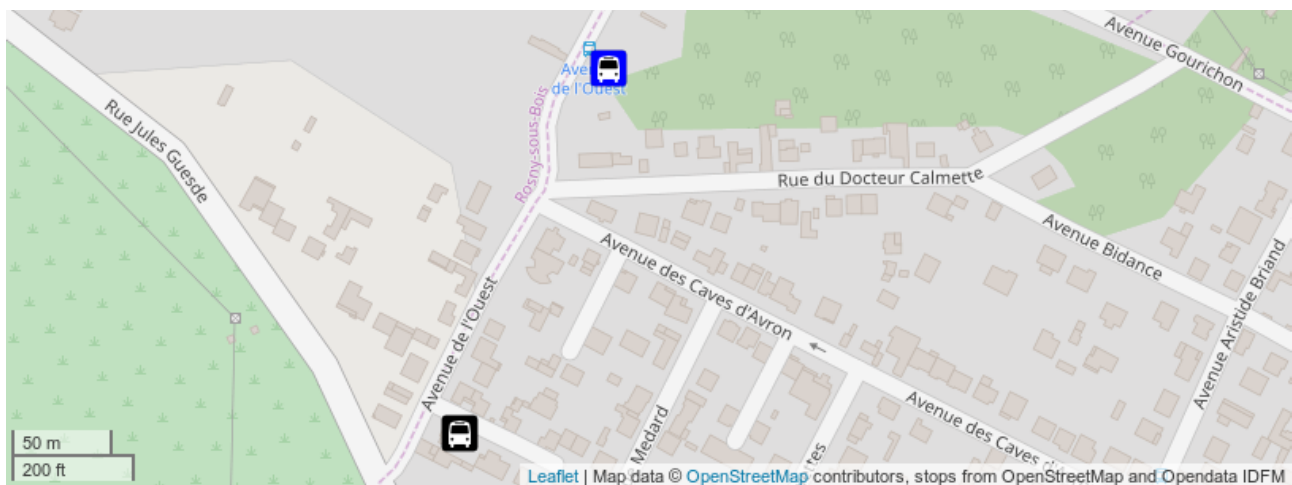 Avenue Gourichon
de l'Ouest
Rosny-sous-Bois
Rue Jules Guesde
Rue du Docteur Calmette
Avenue Bidance
Avenue des Caves d'Avron
Avenue Aristide Briand
Avenue de l'Ouest
Avenue des Caves
Medard
50 m
200 ft
Leaflet | Map data © OpenStreetMap contributors, stops from OpenStreetMap and Opendata IDFM